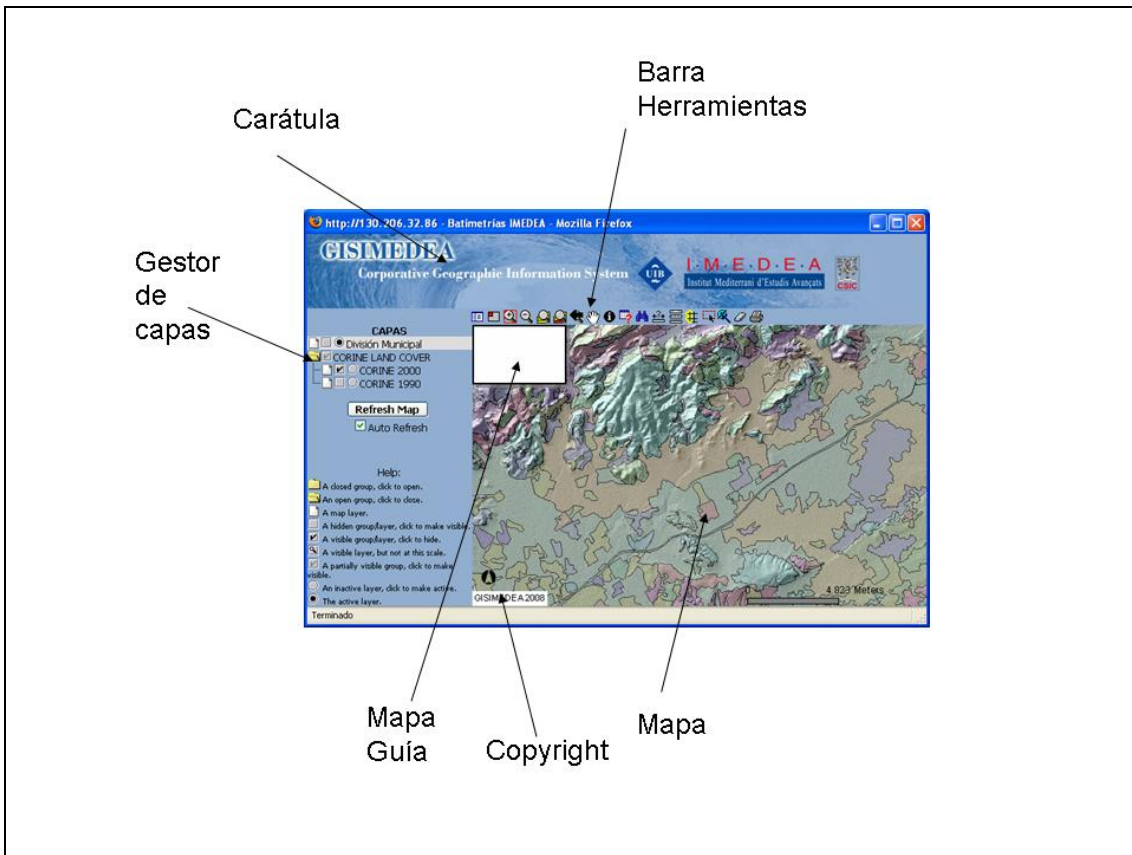 Barra
Herramientas
Carátula
Gestor
de
capas
http://130.206.32.86 - Batimetrías IMEDEA - Mozilla Firefox
GISIMEDEA
Corporative Geographic Information System
UIB
I·M·E·D·E·A
Institut Mediterrani d'Estudis Avançats
CSIC
CAPAS
División Municipal
CORINE LAND COVER
CORINE 2000
CORINE 1990
Refresh Map
Auto Refresh
Help:
A closed group, click to open.
An open group, click to close.
A map layer.
A hidden group/layer, click to make visible.
A visible group/layer, click to hide.
A visible layer, but not at this scale.
A partially visible group, click to make
visible.
An inactive layer, click to make active.
The active layer.
GISIMEDEA 2008
0 4.823 Meters
Terminado
Mapa
Guía
Copyright
Mapa